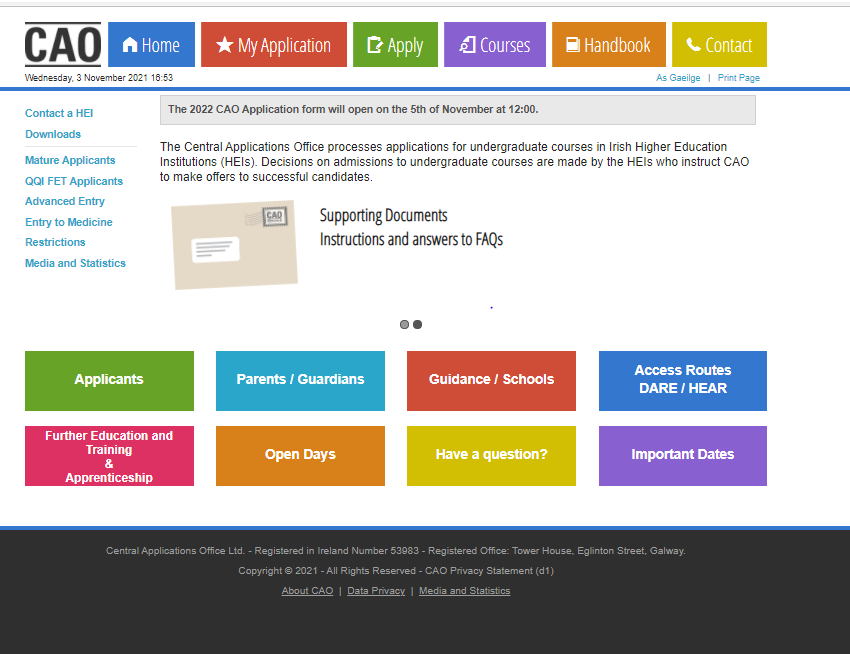 CAO
Home
My Application
Apply
Courses
Handbook
Contact
Wednesday, 3 November 2021 16:53
As Gaeilge | Print Page
Contact a HEI
Downloads
Mature Applicants
QQI FET Applicants
Advanced Entry
Entry to Medicine
Restrictions
Media and Statistics
The 2022 CAO Application form will open on the 5th of November at 12:00.
The Central Applications Office processes applications for undergraduate courses in Irish Higher Education
Institutions (HEIs). Decisions on admissions to undergraduate courses are made by the HEIs who instruct CAO
to make offers to successful candidates.
CAO
Supporting Documents
Instructions and answers to FAQs
Applicants
Parents / Guardians
Guidance / Schools
Access Routes
DARE / HEAR
Further Education and
Training
&
Apprenticeship
Open Days
Have a question?
Important Dates
Central Applications Office Ltd. - Registered in Ireland Number 53983 - Registered Office: Tower House, Eglinton Street, Galway.
Copyright © 2021 - All Rights Reserved - CAO Privacy Statement (d1)
About CAO | Data Privacy | Media and Statistics